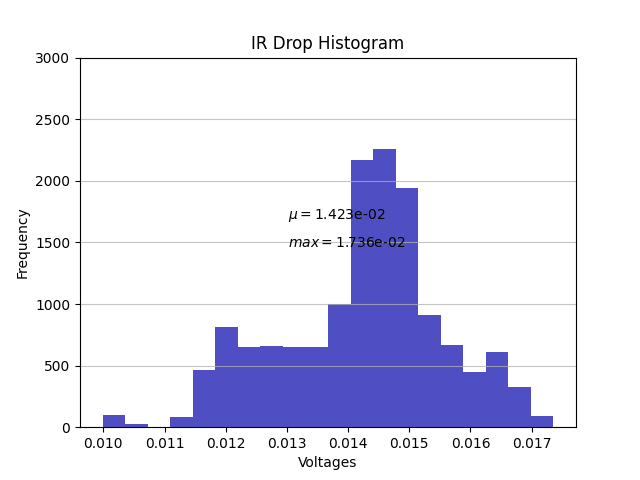 IR Drop Histogram
3000
2500
2000
1500
1000
500
0
Frequency
μ = 1.423e-02
max = 1.736e-02
0.010 0.011 0.012 0.013 0.014 0.015 0.016 0.017
Voltages